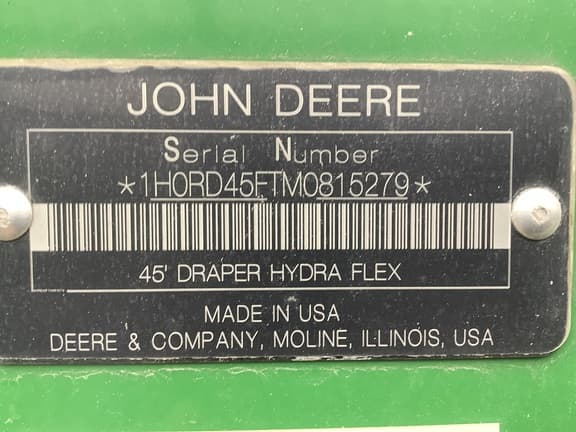 JOHN DEERE
Serial Number
*1H0RD45FTM0815279*
45' DRAPER HYDRA FLEX
MADE IN USA
DEERE & COMPANY, MOLINE, ILLINOIS, USA